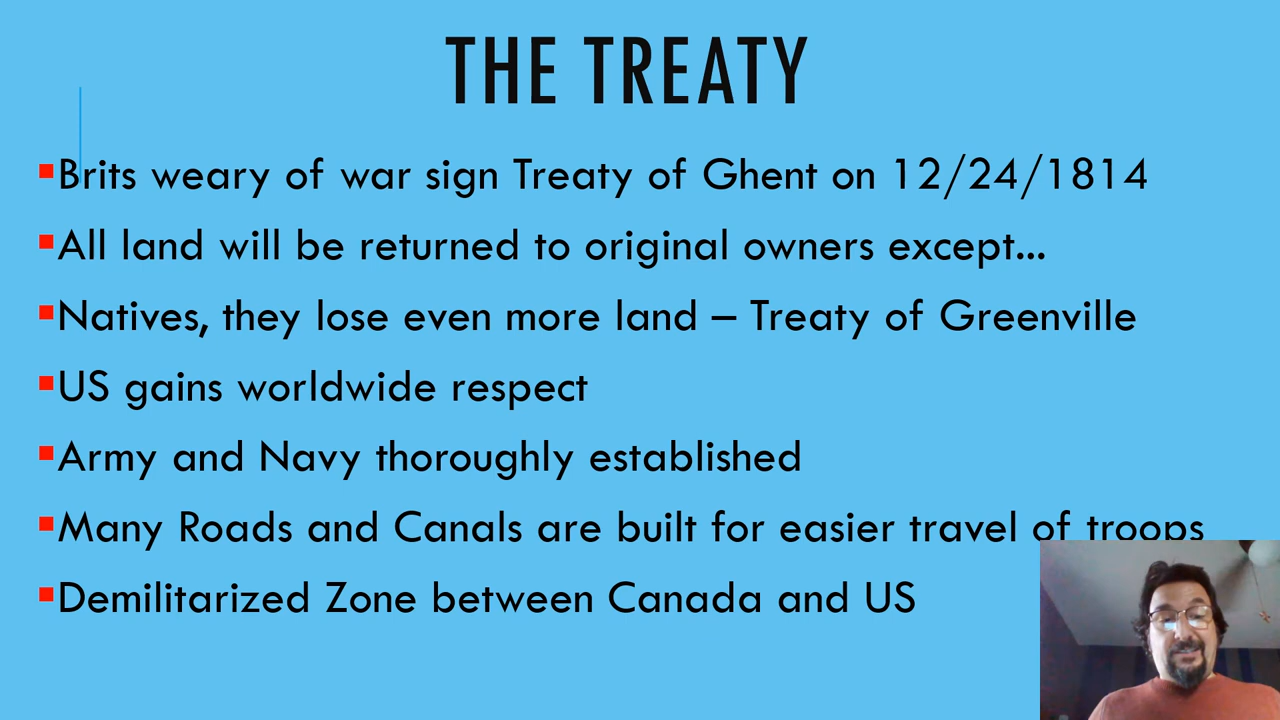 THE TREATY
Brits weary of war sign Treaty of Ghent on 12/24/1814
All land will be returned to original owners except...
Natives, they lose even more land – Treaty of Greenville
US gains worldwide respect
Army and Navy thoroughly established
Many Roads and Canals are built for easier travel of troops
Demilitarized Zone between Canada and US